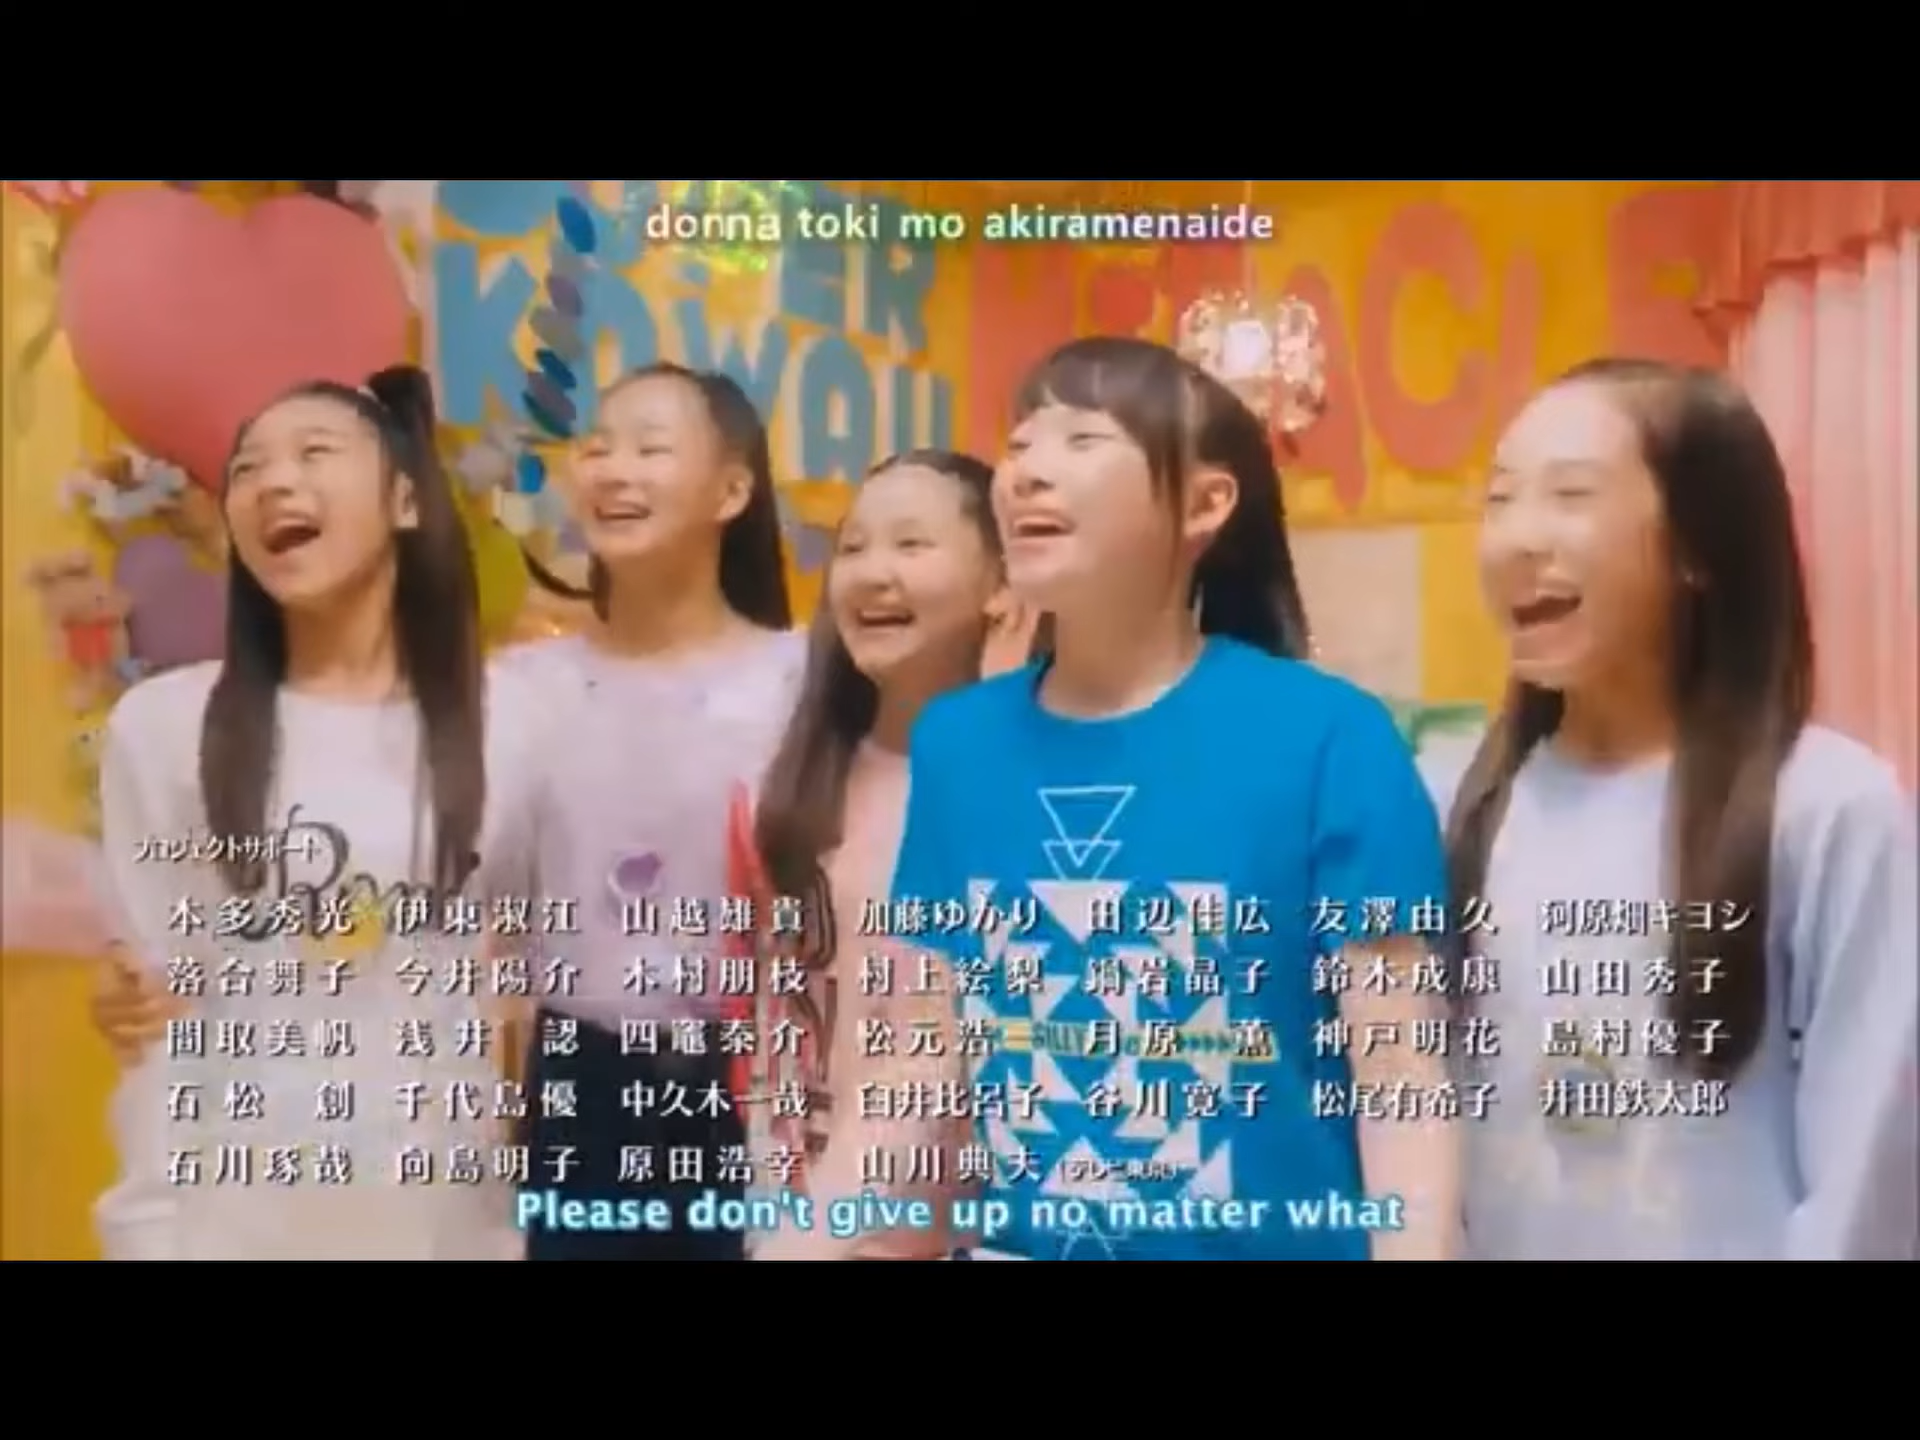 donna toki mo akiramenaide
KAWAII
MIRACLE
プロジェクトサポート
本多秀光 伊東淑江 山越雄貴 加藤ゆかり 田辺佳広 友澤由久 河原畑キヨシ
落合舞子 今井陽介 木村朋枝 村上絵梨 鍋岩晶子 鈴木成康 山田秀子
間取美帆 浅井 認 四竈泰介 松元浩二 月原 薫 神戸明花 島村優子
石松 創 千代島優 中久木一哉 臼井比呂子 谷川寛子 松尾有希子 井田鉄太郎
石川琢哉 向島明子 原田浩幸 山川典夫（テレビ東京）
Please don't give up no matter what